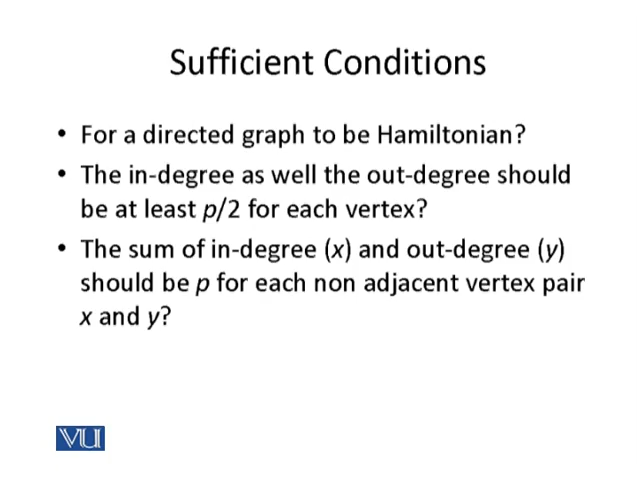 Sufficient Conditions
• For a directed graph to be Hamiltonian?
• The in-degree as well the out-degree should
be at least p/2 for each vertex?
• The sum of in-degree (x) and out-degree (y)
should be p for each non adjacent vertex pair
x and y?
VU